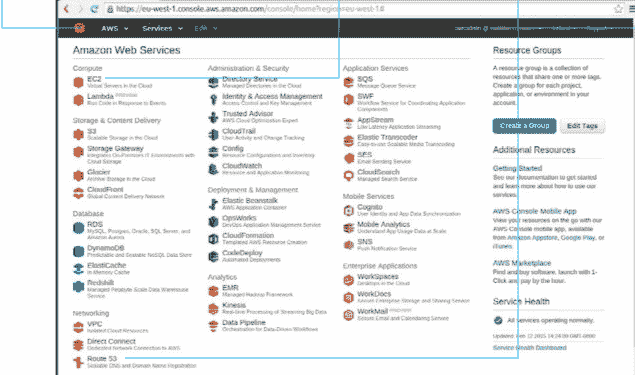 https://eu-west-1.console.aws.amazon.com/console/home?region=eu-west-1#
AWS
Services
Edit
Amazon Web Services
Compute
EC2
Virtual Servers in the Cloud
Lambda
Run Code in Response to Events
Storage & Content Delivery
S3
Scalable Storage in the Cloud
Storage Gateway
Integrates On-Premises IT Environments with
Cloud Storage
Glacier
Archive Storage in the Cloud
CloudFront
Global Content Delivery Network
Database
RDS
MySQL, Postgres, Oracle, SQL Server, and
Amazon Aurora
DynamoDB
Predictable and Scalable NoSQL Data Store
ElastiCache
In-Memory Cache
Redshift
Managed Petabyte-Scale Data Warehouse
Service
Networking
VPC
Isolated Cloud Resources
Direct Connect
Dedicated Network Connection to AWS
Route 53
Scalable DNS and Domain Name Registration
Administration & Security
Directory Service
Managed Directories in the Cloud
Identity & Access Management
Access Control and Key Management
Trusted Advisor
AWS Cloud Optimization Expert
CloudTrail
User Activity and Change Tracking
Config
Resource Configurations and Inventory
CloudWatch
Resource and Application Monitoring
Deployment & Management
Elastic Beanstalk
AWS Application Container
OpsWorks
DevOps Application Management Service
CloudFormation
Templated AWS Resource Creation
CodeDeploy
Automated Deployments
Analytics
EMR
Managed Hadoop Framework
Kinesis
Real-time Processing of Streaming Big Data
Data Pipeline
Orchestration for Data-Driven Workflows
Application Services
SQS
Message Queue Service
SWF
Workflow Service for Coordinating Application
Components
AppStream
Low Latency Application Streaming
Elastic Transcoder
Easy-to-use Scalable Media Transcoding
SES
Email Sending Service
CloudSearch
Managed Search Service
Mobile Services
Cognito
User Identity and App Data Synchronization
Mobile Analytics
Understand App Usage Data at Scale
SNS
Push Notification Service
Enterprise Applications
WorkSpaces
Desktops in the Cloud
WorkDocs
Secure Enterprise Storage and Sharing Service
WorkMail
Secure Email and Calendaring Service
Resource Groups
A resource group is a collection of
resources that share one or more tags.
Create a group for each project,
application, or environment in your
account.
Create a Group
Edit Tags
Additional Resources
Getting Started
See our documentation to get started
and learn more about how to use our
services.
AWS Console Mobile App
View your resources on the go with our
AWS Console mobile app, available
from Amazon Appstore, Google Play, or
iTunes.
AWS Marketplace
Find and buy software, launch with 1-
Click and pay by the hour.
Service Health
All services operating normally.
Service Health Dashboard